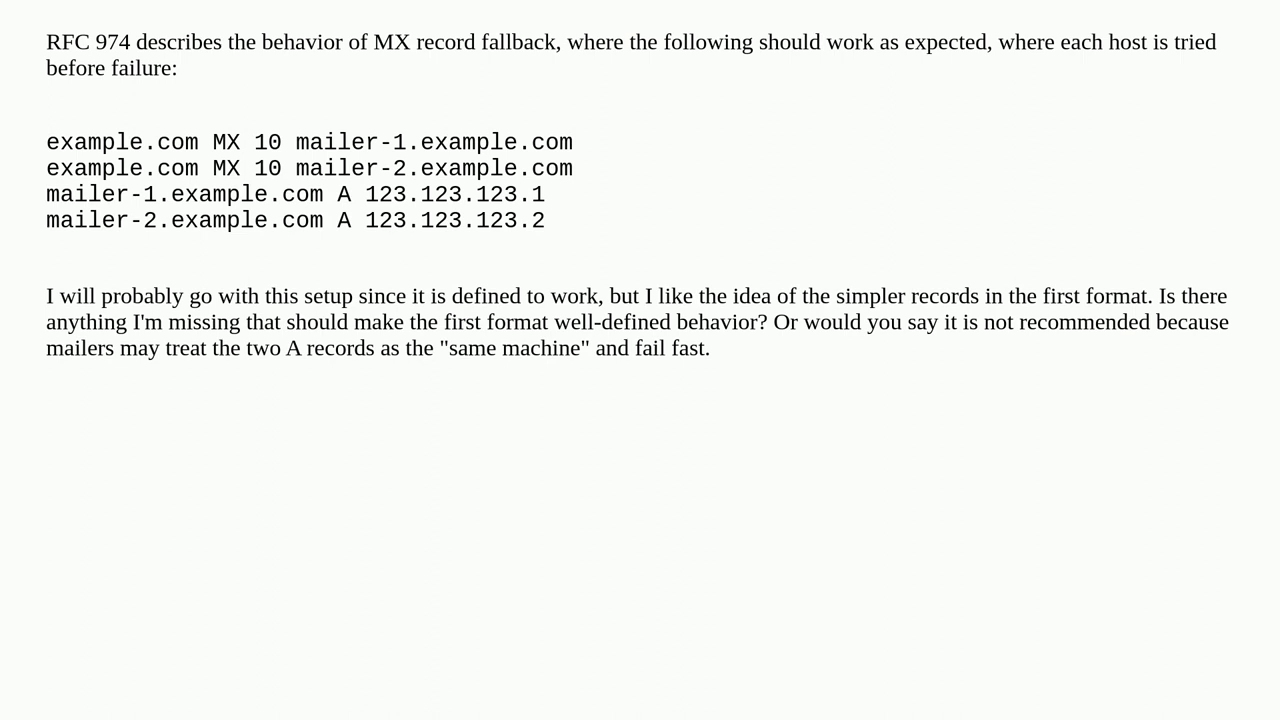 RFC 974 describes the behavior of MX record fallback, where the following should work as expected, where each host is tried
before failure:
example.com MX 10 mailer-1.example.com
example.com MX 10 mailer-2.example.com
mailer-1.example.com A 123.123.123.1
mailer-2.example.com A 123.123.123.2
I will probably go with this setup since it is defined to work, but I like the idea of the simpler records in the first format. Is there
anything I'm missing that should make the first format well-defined behavior? Or would you say it is not recommended because
mailers may treat the two A records as the "same machine" and fail fast.